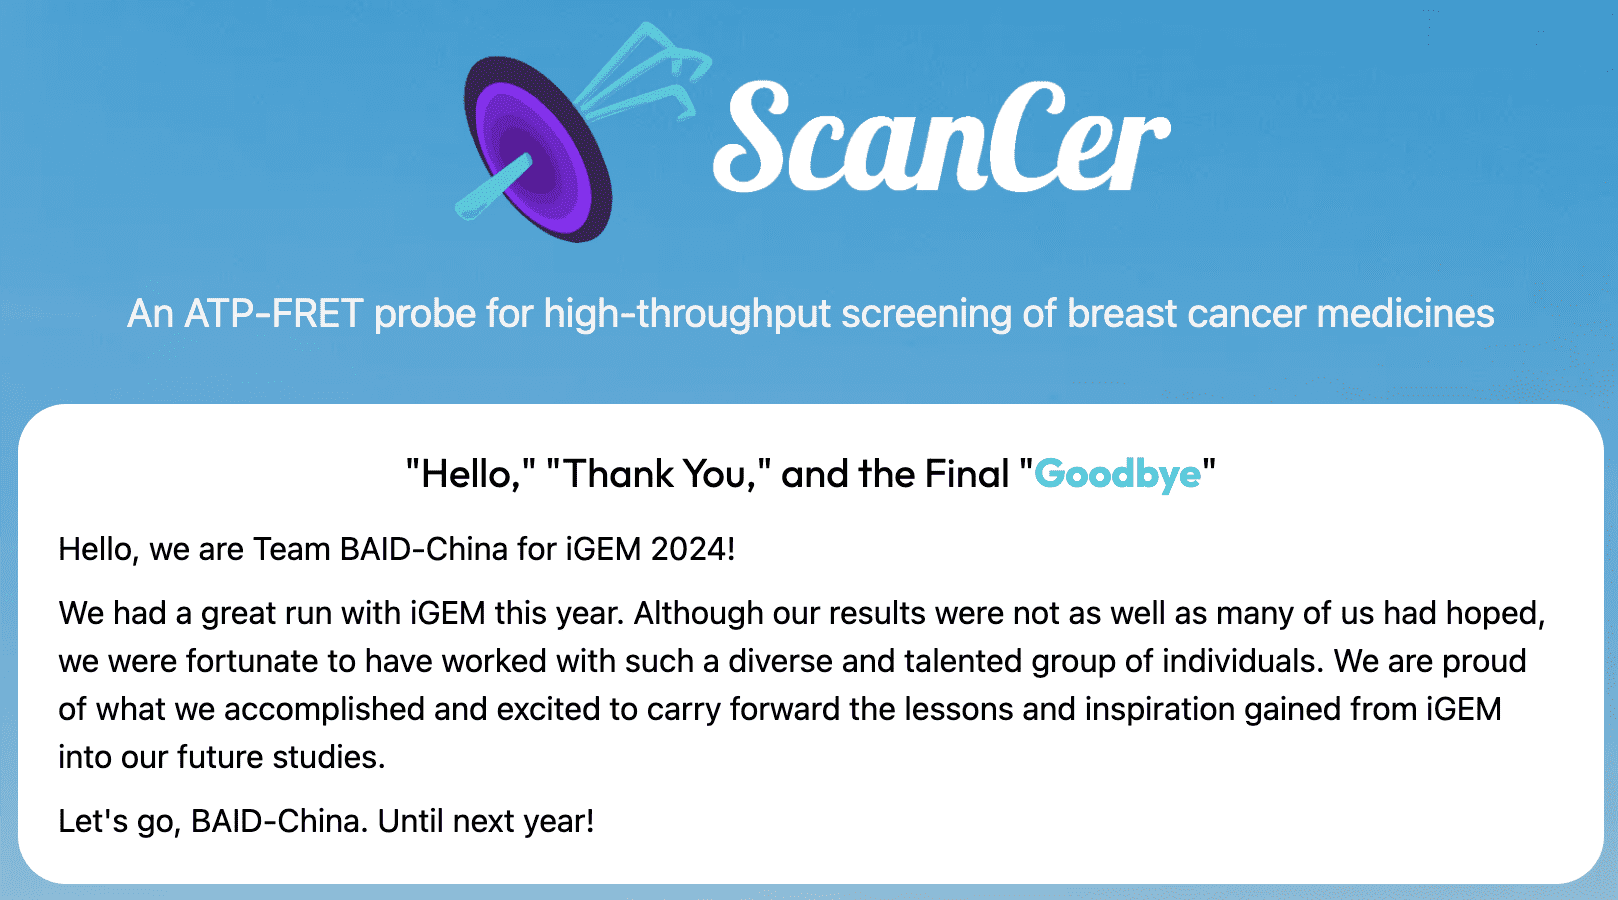 ScanCer
An ATP-FRET probe for high-throughput screening of breast cancer medicines
"Hello," "Thank You," and the Final "Goodbye"
Hello, we are Team BAID-China for iGEM 2024!
We had a great run with iGEM this year. Although our results were not as well as many of us had hoped,
we were fortunate to have worked with such a diverse and talented group of individuals. We are proud
of what we accomplished and excited to carry forward the lessons and inspiration gained from iGEM
into our future studies.
Let's go, BAID-China. Until next year!